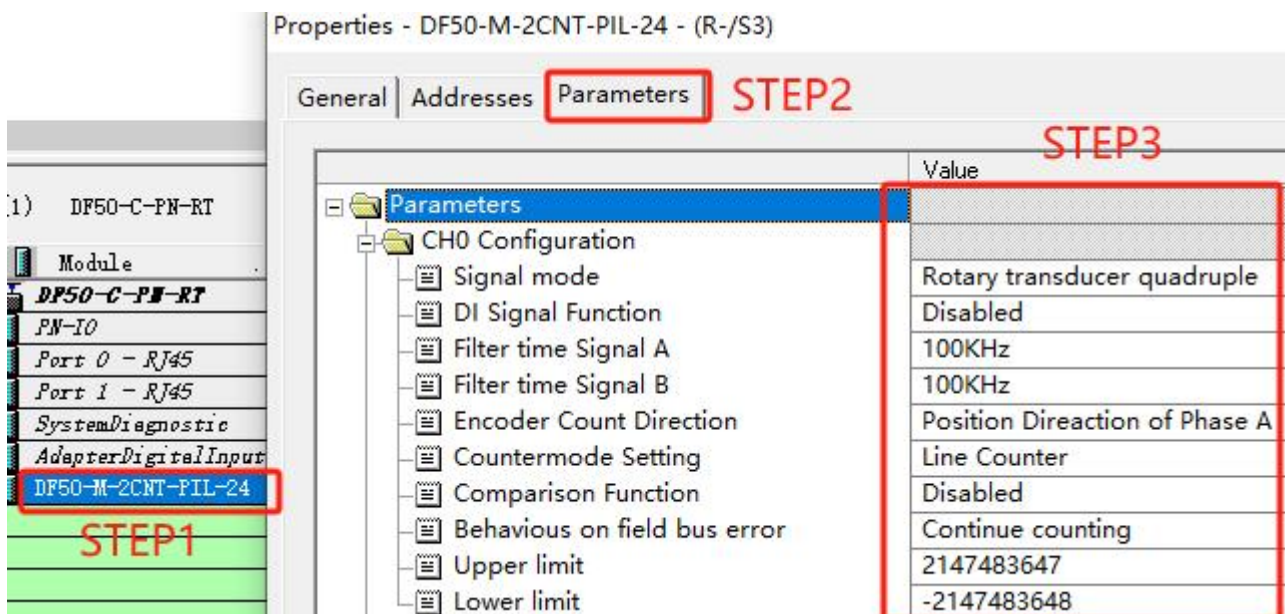 Properties - DF50-M-2CNT-PIL-24 - (R-/S3)
General Addresses Parameters STEP2
STEP3
Value
Parameters
CH0 Configuration
Signal mode Rotary transducer quadruple
DI Signal Function Disabled
Filter time Signal A 100KHz
Filter time Signal B 100KHz
Encoder Count Direction Position Direaction of Phase A
Countermode Setting Line Counter
Comparison Function Disabled
Behavious on field bus error Continue counting
Upper limit 2147483647
Lower limit -2147483648
1) DF50-C-PN-RT
Module
DF50-C-PN-RT
PN-IO
Port 0 - RJ45
Port 1 - RJ45
SystemDiagnostic
AdapterDigitalInput
DF50-M-2CNT-PIL-24
STEP1